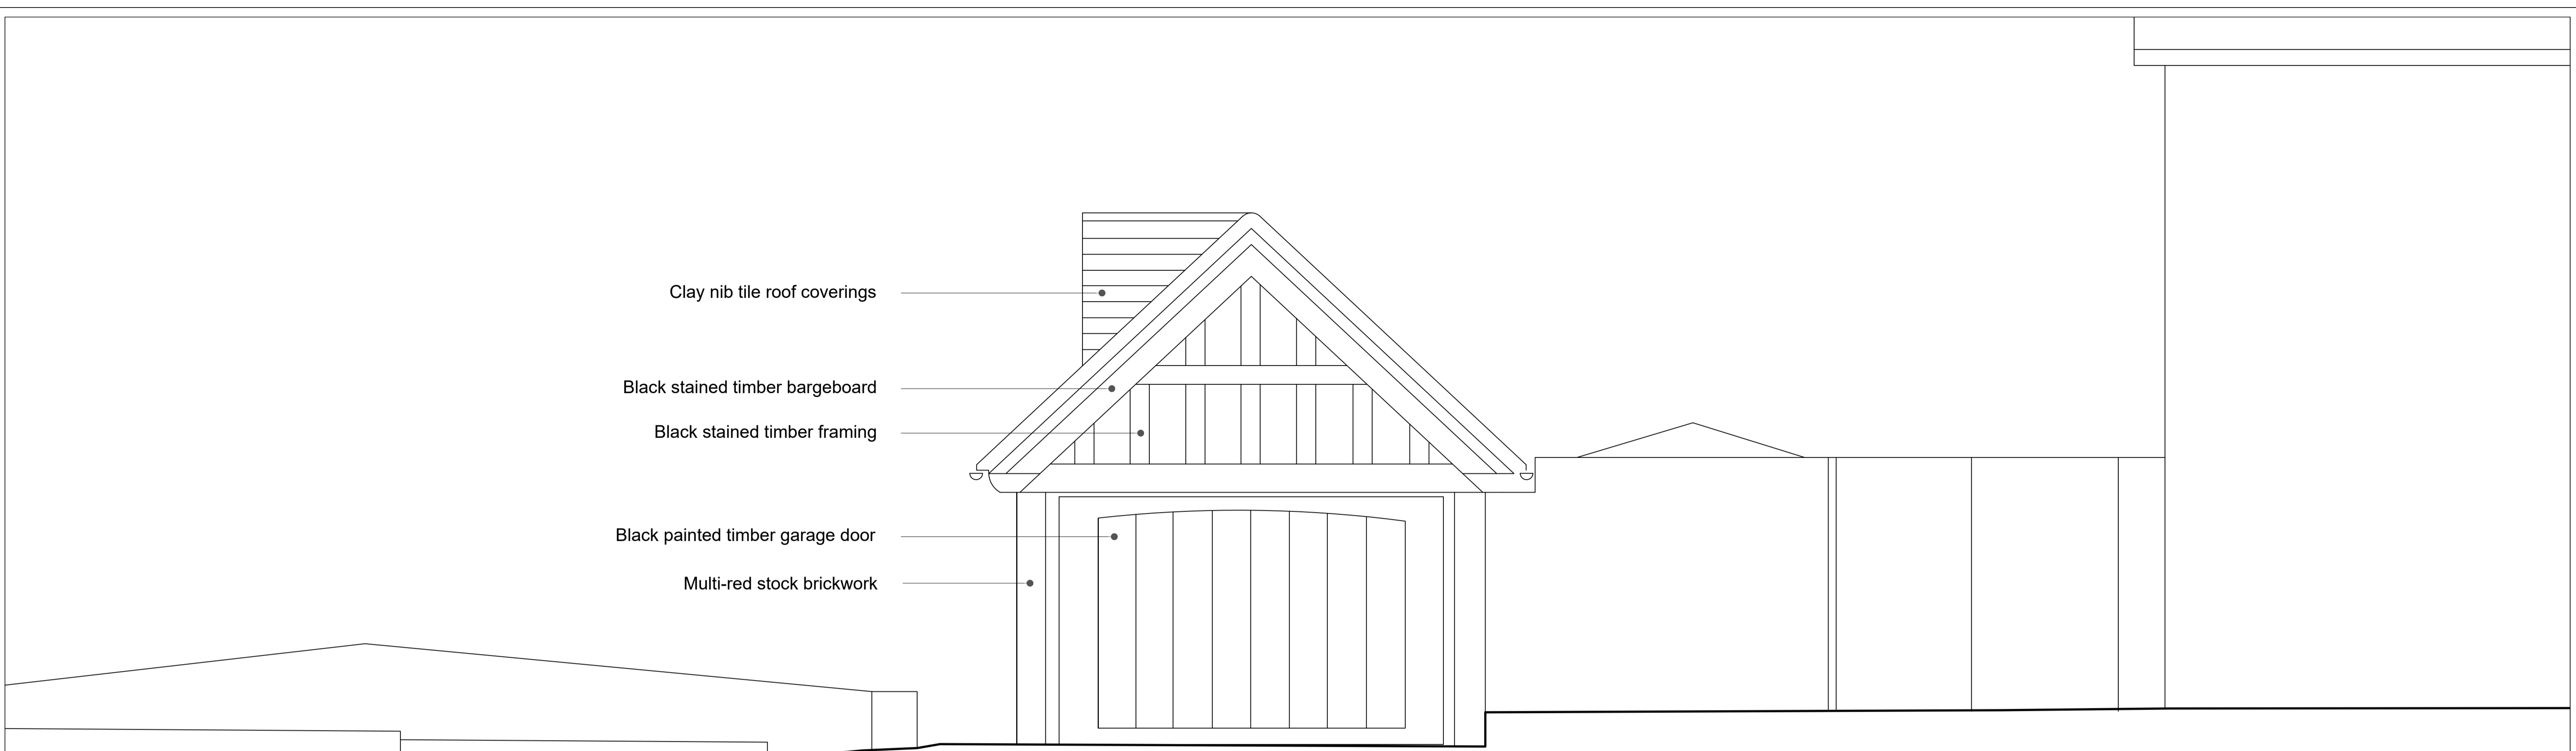 Clay nib tile roof coverings
Black stained timber bargeboard
Black stained timber framing
Black painted timber garage door
Multi-red stock brickwork